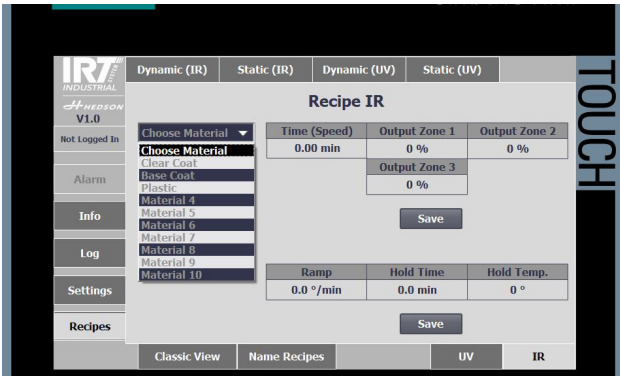 IRT
SYSTEM
INDUSTRIAL
HEDSON
V1.0
Not Logged In
Alarm
Info
Log
Settings
Recipes
Dynamic (IR) Static (IR) Dynamic (UV) Static (UV)
Recipe IR
Choose Material
Choose Material
Clear Coat
Base Coat
Plastic
Material 4
Material 5
Material 6
Material 7
Material 8
Material 9
Material 10
Time (Speed) Output Zone 1 Output Zone 2
0.00 min 0 % 0 %
Output Zone 3
0 %
Save
Ramp Hold Time Hold Temp.
0.0 °/min 0.0 min 0 °
Save
Classic View Name Recipes UV IR
TOUCH